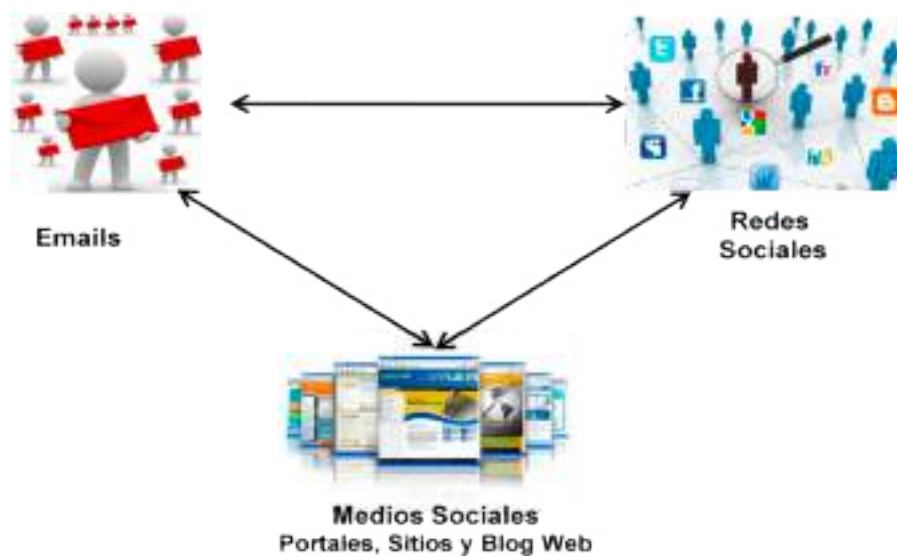 Emails
Redes
Sociales
Medios Sociales
Portales, Sitios y Blog Web